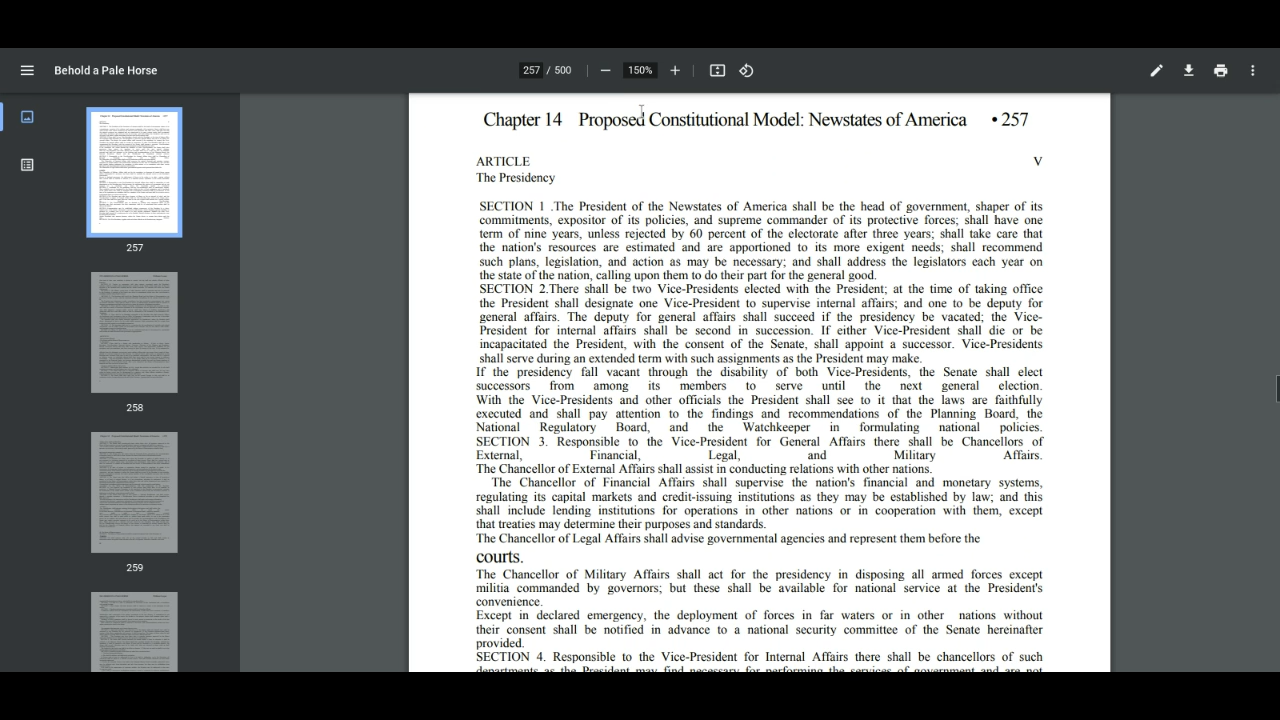 Behold a Pale Horse
257 / 500
150%
257
258
259
Chapter 14 Proposed Constitutional Model Newstates of America • 257
ARTICLE V
The Presidency
SECTION 1. The President of the Newstates of America shall be the head of government, shaper of its
commitments, expositor of its policies, and supreme commander of its protective forces; shall have one
term of nine years, unless rejected by 60 percent of the electorate after three years; shall take care that
the nation's resources are estimated and are apportioned to its more exigent needs; shall recommend
such plans, legislation, and action as may be necessary; and shall address the legislators each year on
the state of the nation, calling upon them to do their part for the general good.
SECTION 2. There shall be two Vice-Presidents elected with the President; at the time of taking office
the President shall designate one Vice-President to supervise internal affairs; and one to be deputy for
general affairs. The deputy for general affairs shall succeed if the presidency be vacated; the Vice-
President for internal affairs shall be second in succession. If either Vice-President shall die or be
incapacitated the President, with the consent of the Senate, shall appoint a successor. Vice-Presidents
shall serve during an extended term with such assignments as the President may make.
If the presidency shall fall vacant through the disability of both Vice-Presidents, the Senate shall elect
successors from among its members to serve until the next general election.
With the Vice-Presidents and other officials the President shall see to it that the laws are faithfully
executed and shall pay attention to the findings and recommendations of the Planning Board, the
National Regulatory Board, and the Watchkeeper in formulating national policies.
SECTION 3. Responsible to the Vice-President for General Affairs there shall be Chancellors of
External, Financial, Legal, and Military Affairs.
The Chancellor of External Affairs shall assist in conducting relations with other nations.
The Chancellor of Financial Affairs shall supervise the nation's financial and monetary systems,
regulating its capital markets and credit-issuing institutions as they may be established by law; and this
shall include lending institutions for operations in other nations or in cooperation with them, except
that treaties may determine their purposes and standards.
The Chancellor of Legal Affairs shall advise governmental agencies and represent them before the
courts.
The Chancellor of Military Affairs shall act for the presidency in disposing all armed forces except
militia commanded by governors; but these shall be available for national service at the President's
convenience.
Except in declared emergency, the deployment of forces in far waters or in other nations without
their consent shall be notified in advance to a national security committee of the Senate hereinafter
provided.
SECTION 4. Responsible to the Vice-President for Internal Affairs there shall be chancellors of such
departments as the President may find necessary for performing the services of government and are not